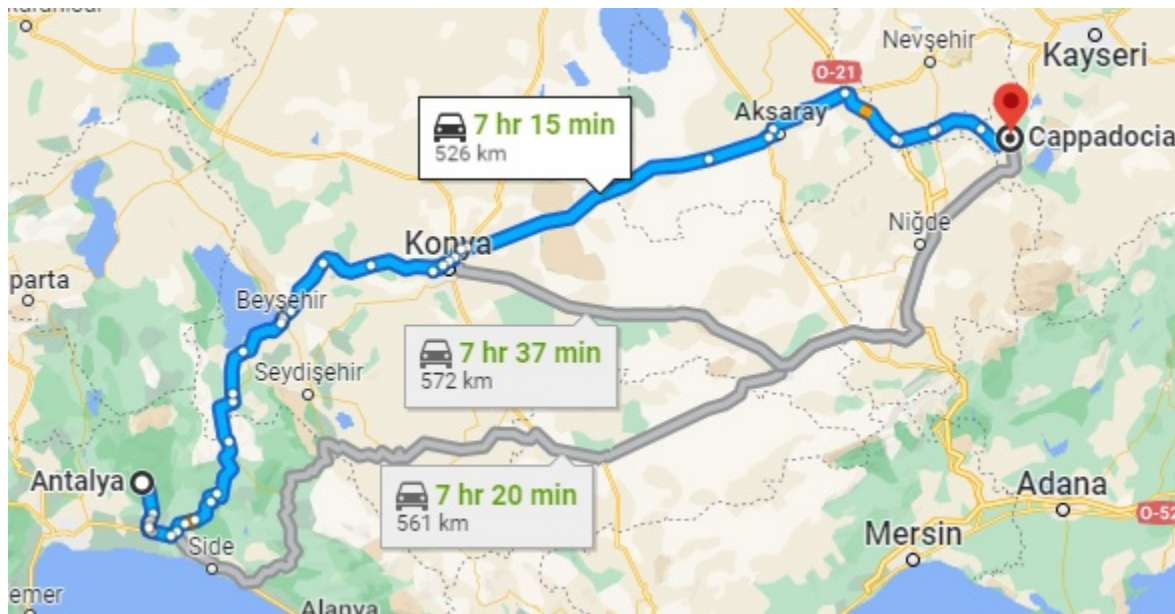 Nevşehir
Kayseri
O-21
Aksaray
7 hr 15 min
526 km
Cappadocia
Niğde
Konya
parta
Beyşehir
7 hr 37 min
572 km
Seydişehir
Antalya
7 hr 20 min
561 km
Adana
O-52
Mersin
Side
emer
Alanya